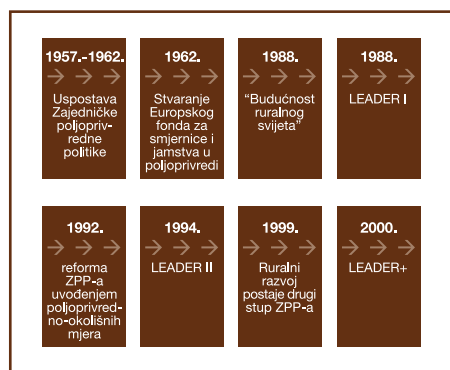 1957.-1962.
Uspostava
Zajedničke
poljopriv-
redne
politike
1962.
Stvaranje
Europskog
fonda za
smjernice i
jamstva u
poljoprivredi
1988.
“Budućnost
ruralnog
svijeta”
1988.
LEADER I
1992.
reforma
ZPP-a
uvođenjem
poljoprivred-
no-okolišnih
mjera
1994.
LEADER II
1999.
Ruralni
razvoj
postaje drugi
stup ZPP-a
2000.
LEADER+